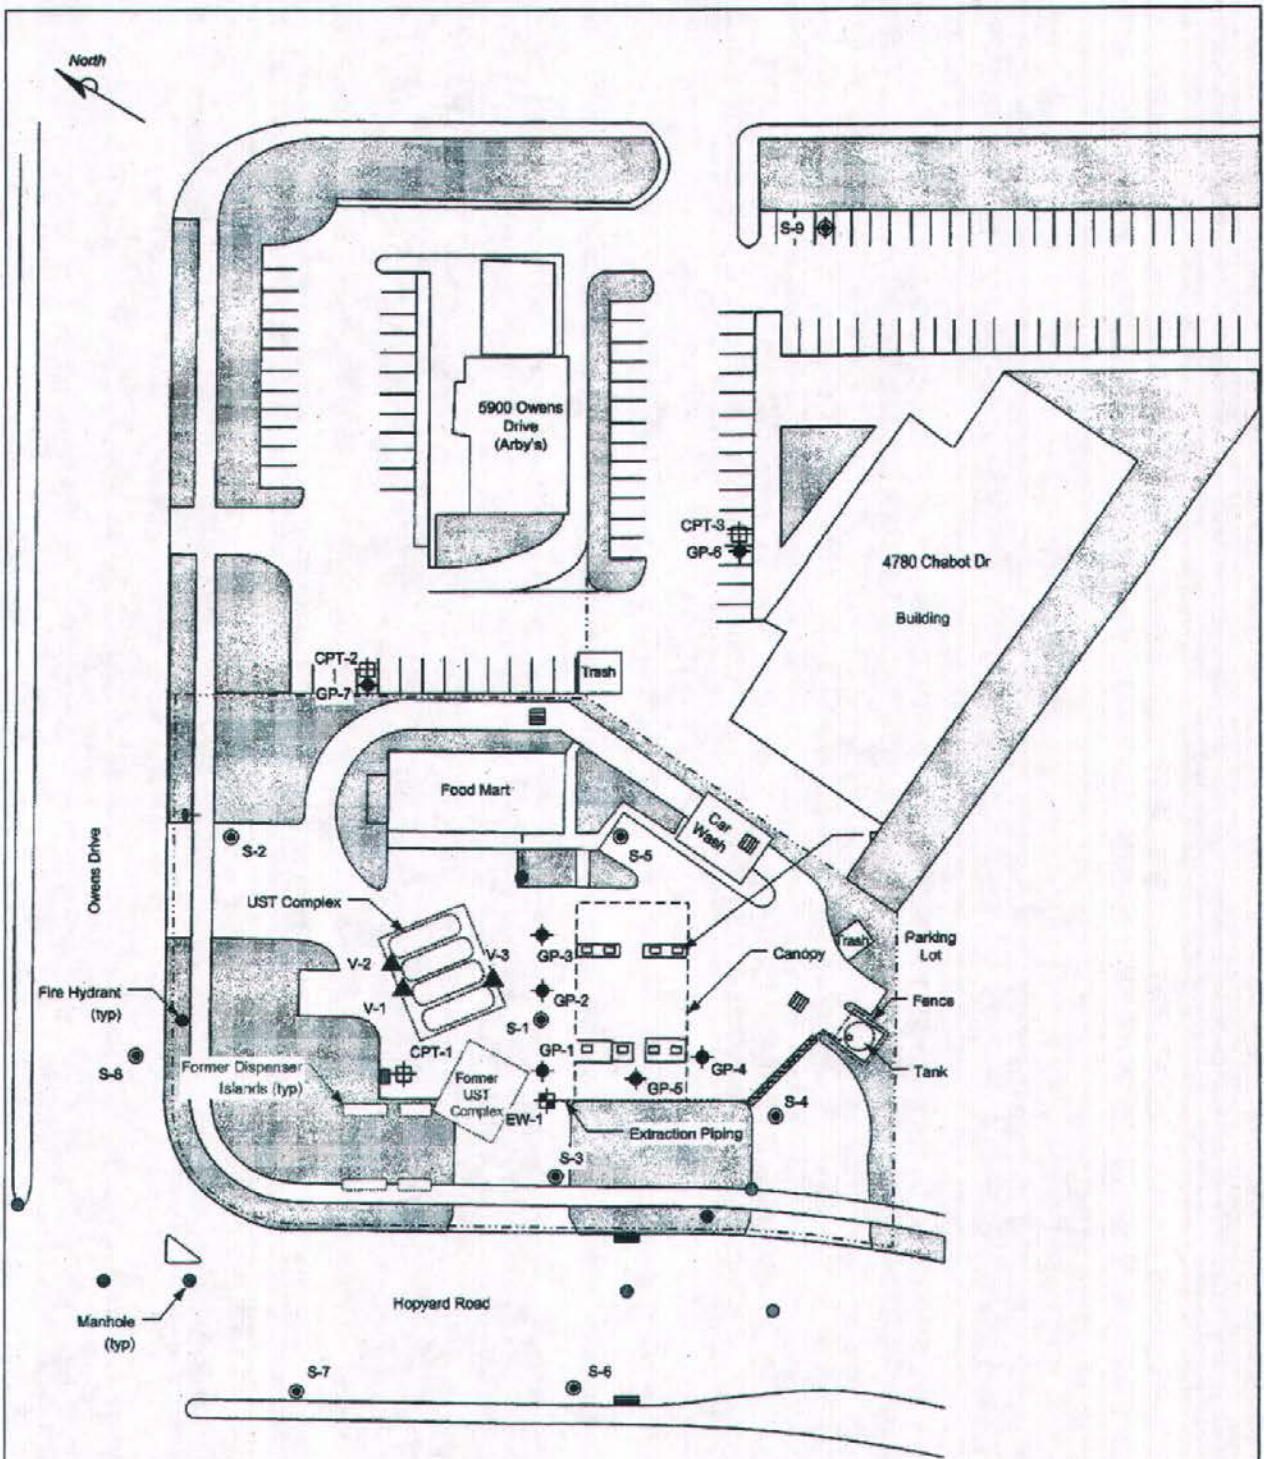 North
S-9
5900 Owens
Drive
(Arby's)
CPT-3
GP-6
4780 Chabot Dr
Building
CPT-2
GP-7
Trash
Food Mart
Car
Wash
S-2
S-5
Owens Drive
UST Complex
V-2
V-3
GP-3
Canopy
Trash
Parking
Lot
Fire Hydrant
(typ)
V-1
GP-2
S-1
Fence
S-8
Former Dispenser
Islands (typ)
CPT-1
Former
UST
Complex
GP-1
GP-4
GP-5
Tank
EW-1
S-4
Extraction Piping
S-3
Manhole
(typ)
Hopyard Road
S-7
S-6